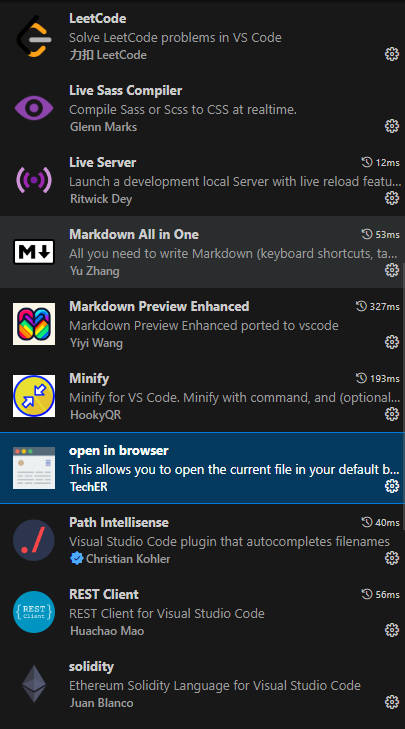 LeetCode
Solve LeetCode problems in VS Code
力扣 LeetCode
Live Sass Compiler
Compile Sass or Scss to CSS at realtime.
Glenn Marks
Live Server 12ms
Launch a development local Server with live reload featu...
Ritwick Dey
M
Markdown All in One 53ms
All you need to write Markdown (keyboard shortcuts, ta...
Yu Zhang
Markdown Preview Enhanced 327ms
Markdown Preview Enhanced ported to vscode
Yiyi Wang
Minify 193ms
Minify for VS Code. Minify with command, and (optional...
HookyQR
open in browser
This allows you to open the current file in your default b...
TechER
./
Path Intellisense 40ms
Visual Studio Code plugin that autocompletes filenames
Christian Kohler
{REST}
Client
REST Client 56ms
REST Client for Visual Studio Code
Huachao Mao
solidity
Ethereum Solidity Language for Visual Studio Code
Juan Blanco